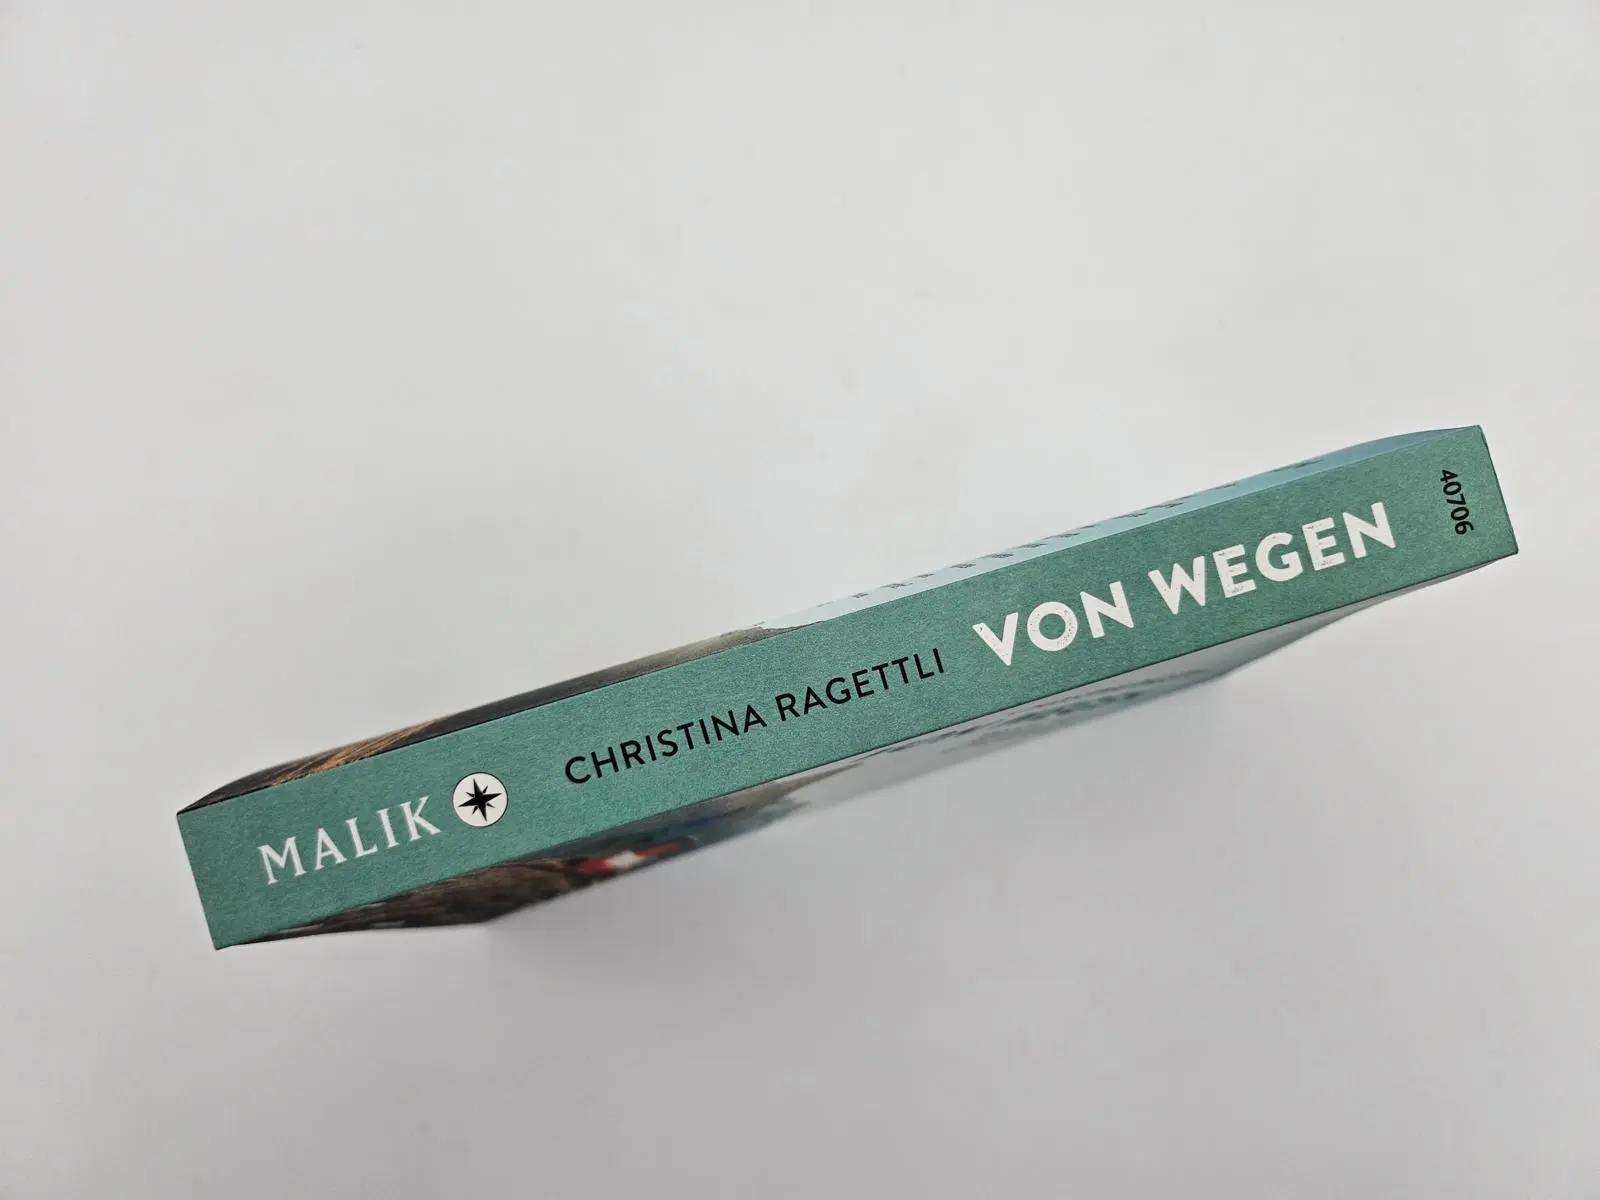 MALIK
CHRISTINA RAGETTLI
VON WEGEN
40706